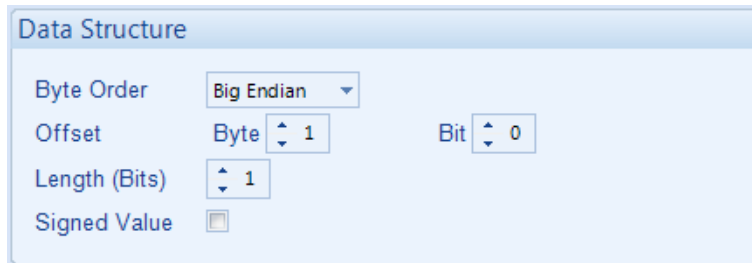 Data Structure
Byte Order Big Endian
Offset Byte 1 Bit 0
Length (Bits) 1
Signed Value